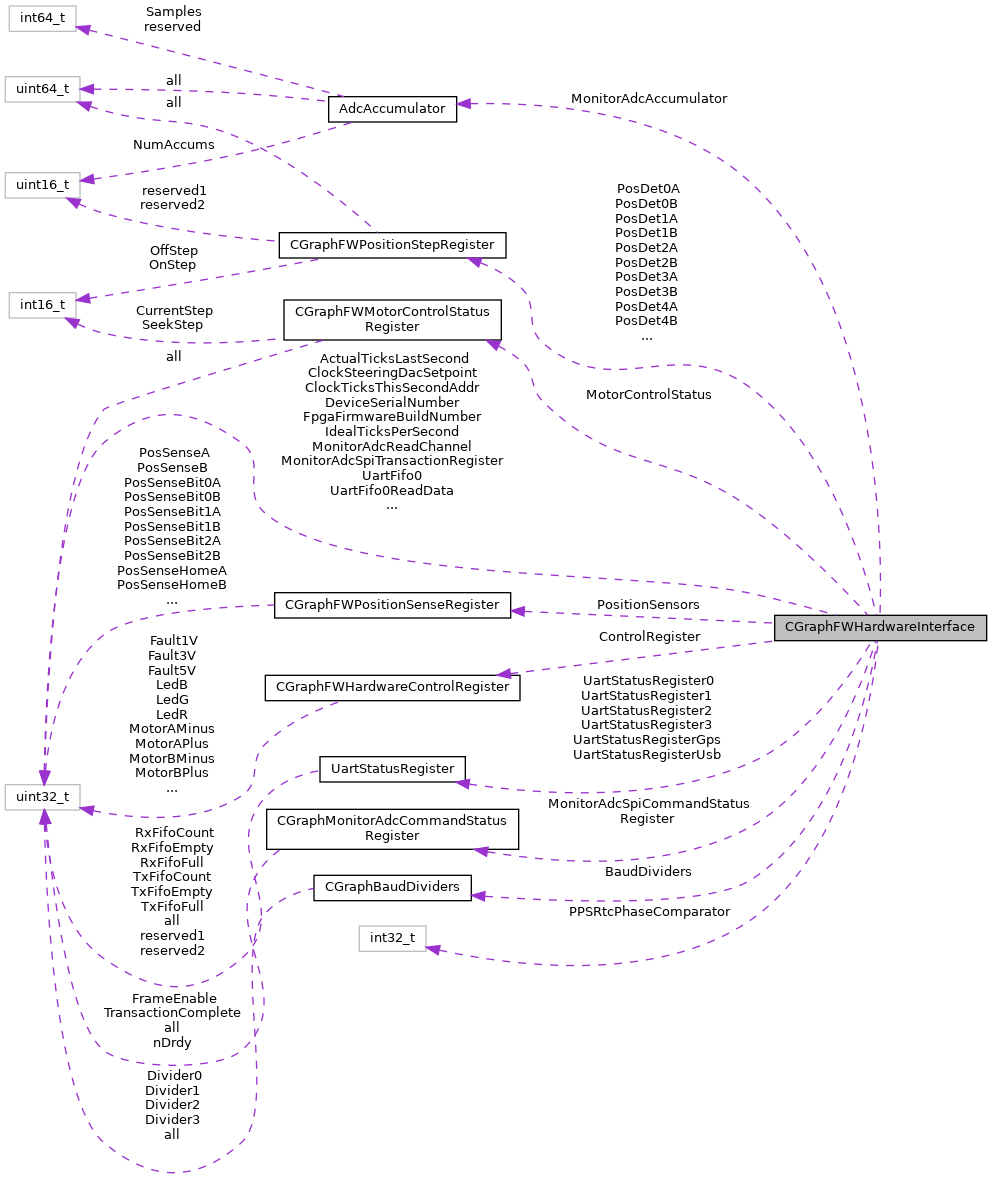 int64_t
Samples
reserved
uint64_t
all
all
AdcAccumulator
MonitorAdcAccumulator
NumAccums
uint16_t
reserved1
reserved2
PosDet0A
PosDet0B
PosDet1A
PosDet1B
PosDet2A
PosDet2B
PosDet3A
PosDet3B
PosDet4A
PosDet4B
...
CGraphFWPositionStepRegister
OffStep
OnStep
int16_t
CurrentStep
SeekStep
CGraphFWMotorControlStatus
Register
all
MotorControlStatus
ActualTicksLastSecond
ClockSteeringDacSetpoint
ClockTicksThisSecondAddr
DeviceSerialNumber
FpgaFirmwareBuildNumber
IdealTicksPerSecond
MonitorAdcReadChannel
MonitorAdcSpiTransactionRegister
UartFifo0
UartFifo0ReadData
...
PosSenseA
PosSenseB
PosSenseBit0A
PosSenseBit0B
PosSenseBit1A
PosSenseBit1B
PosSenseBit2A
PosSenseBit2B
PosSenseHomeA
PosSenseHomeB
...
CGraphFWPositionSenseRegister
PositionSensors
CGraphFWHardwareInterface
ControlRegister
Fault1V
Fault3V
Fault5V
LedB
LedG
LedR
MotorAMinus
MotorAPlus
MotorBMinus
MotorBPlus
...
CGraphFWHardwareControlRegister
UartStatusRegister0
UartStatusRegister1
UartStatusRegister2
UartStatusRegister3
UartStatusRegisterGps
UartStatusRegisterUsb
UartStatusRegister
uint32_t
CGraphMonitorAdcCommandStatus
Register
MonitorAdcSpiCommandStatus
Register
RxFifoCount
RxFifoEmpty
RxFifoFull
TxFifoCount
TxFifoEmpty
TxFifoFull
all
reserved1
reserved2
CGraphBaudDividers
BaudDividers
int32_t
PPSRtcPhaseComparator
FrameEnable
TransactionComplete
all
nDrdy
Divider0
Divider1
Divider2
Divider3
all